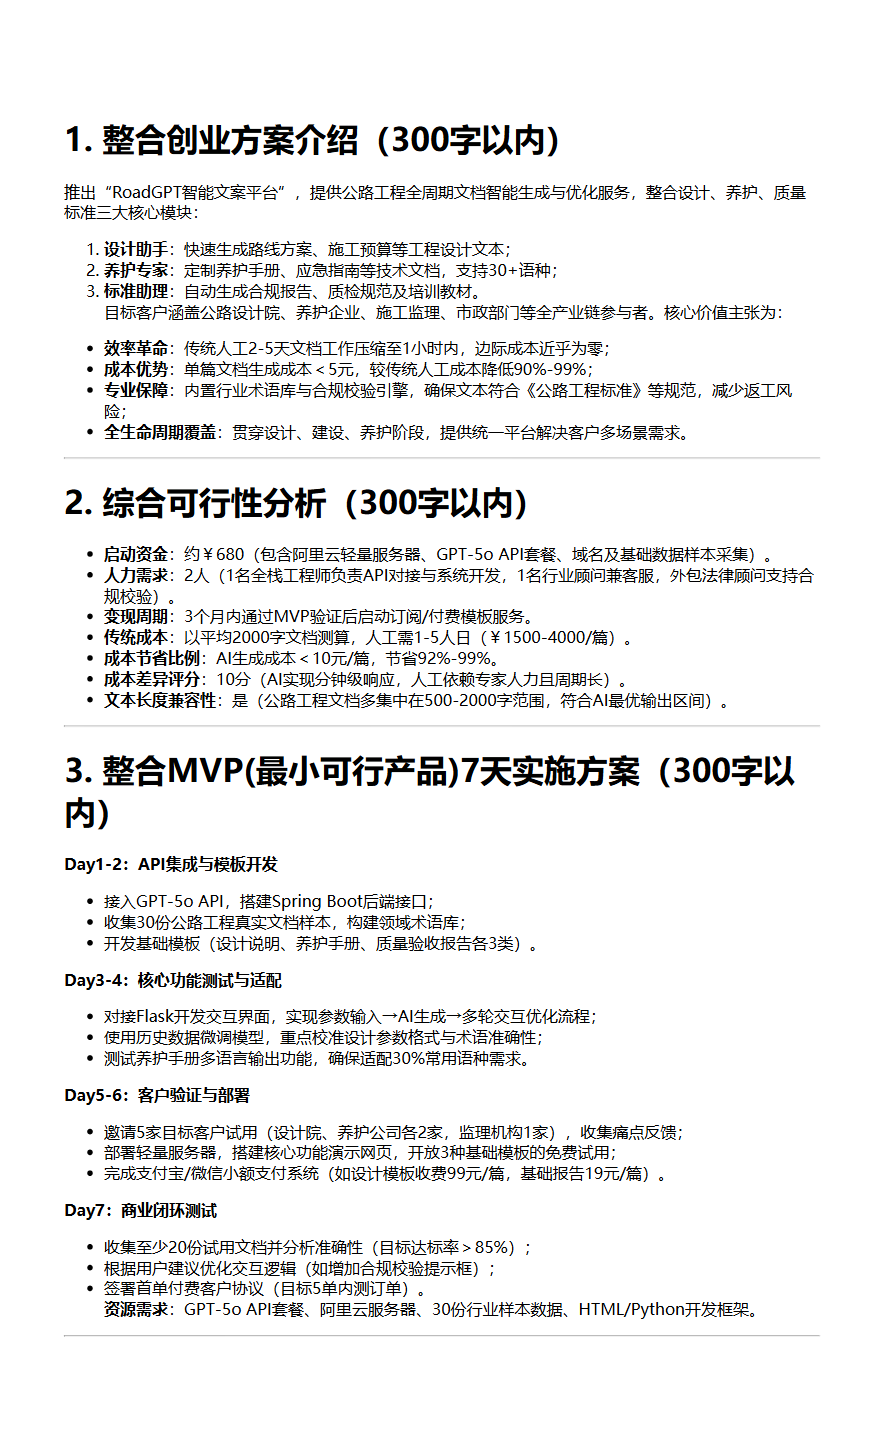 1. 整合创业方案介绍（300字以内）
推出“RoadGPT智能文案平台”，提供公路工程全周期文档智能生成与优化服务，整合设计、养护、质量
标准三大核心模块：
1. 设计助手：快速生成路线方案、施工预算等工程设计文本；
2. 养护专家：定制养护手册、应急指南等技术文档，支持30+语种；
3. 标准助理：自动生成合规报告、质检规范及培训教材。
目标客户涵盖公路设计院、养护企业、施工监理、市政部门等全产业链参与者。核心价值主张为：
• 效率革命：传统人工2-5天文档工作压缩至1小时内，边际成本近乎为零；
• 成本优势：单篇文档生成成本＜5元，较传统人工成本降低90%-99%；
• 专业保障：内置行业术语库与合规校验引擎，确保文本符合《公路工程标准》等规范，减少返工风
险；
• 全生命周期覆盖：贯穿设计、建设、养护阶段，提供统一平台解决客户多场景需求。
2. 综合可行性分析（300字以内）
• 启动资金：约￥680（包含阿里云轻量服务器、GPT-5o API套餐、域名及基础数据样本采集）。
• 人力需求：2人（1名全栈工程师负责API对接与系统开发，1名行业顾问兼客服，外包法律顾问支持合
规校验）。
• 变现周期：3个月内通过MVP验证后启动订阅/付费模板服务。
• 传统成本：以平均2000字文档测算，人工需1-5人日（￥1500-4000/篇）。
• 成本节省比例：AI生成成本＜10元/篇，节省92%-99%。
• 成本差异评分：10分（AI实现分钟级响应，人工依赖专家人力且周期长）。
• 文本长度兼容性：是（公路工程文档多集中在500-2000字范围，符合AI最优输出区间）。
3. 整合MVP(最小可行产品)7天实施方案（300字以
内）
Day1-2：API集成与模板开发
• 接入GPT-5o API，搭建Spring Boot后端接口；
• 收集30份公路工程真实文档样本，构建领域术语库；
• 开发基础模板（设计说明、养护手册、质量验收报告各3类）。
Day3-4：核心功能测试与适配
• 对接Flask开发交互界面，实现参数输入→AI生成→多轮交互优化流程；
• 使用历史数据微调模型，重点校准设计参数格式与术语准确性；
• 测试养护手册多语言输出功能，确保适配30%常用语种需求。
Day5-6：客户验证与部署
• 邀请5家目标客户试用（设计院、养护公司各2家，监理机构1家），收集痛点反馈；
• 部署轻量服务器，搭建核心功能演示网页，开放3种基础模板的免费试用；
• 完成支付宝/微信小额支付系统（如设计模板收费99元/篇，基础报告19元/篇）。
Day7：商业闭环测试
• 收集至少20份试用文档并分析准确性（目标达标率＞85%）；
• 根据用户建议优化交互逻辑（如增加合规校验提示框）；
• 签署首单付费客户协议（目标5单内测订单）。
资源需求：GPT-5o API套餐、阿里云服务器、30份行业样本数据、HTML/Python开发框架。